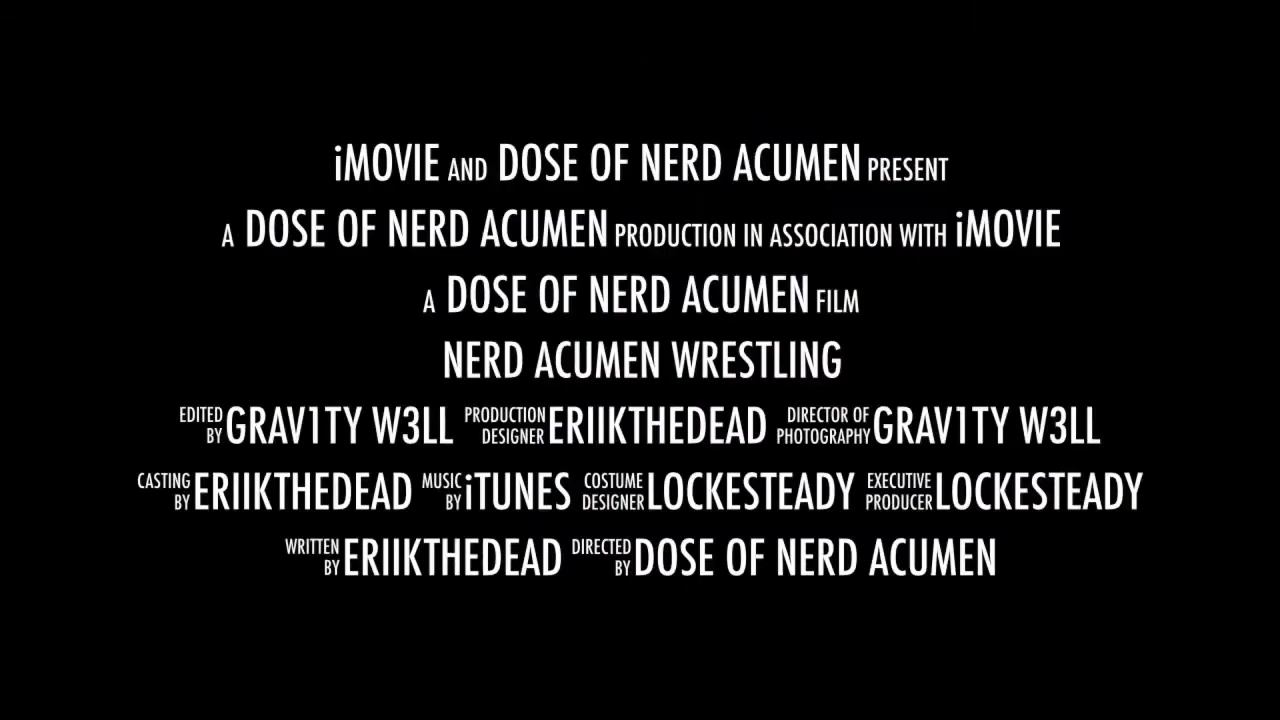 iMOVIE AND DOSE OF NERD ACUMEN PRESENT
A DOSE OF NERD ACUMEN PRODUCTION IN ASSOCIATION WITH iMOVIE
A DOSE OF NERD ACUMEN FILM
NERD ACUMEN WRESTLING
EDITED BY GRAV1TY W3LL PRODUCTION DESIGNER ERIIKTHEDEAD DIRECTOR OF PHOTOGRAPHY GRAV1TY W3LL
CASTING BY ERIIKTHEDEAD MUSIC BY iTUNES COSTUME DESIGNER LOCKESTEADY EXECUTIVE PRODUCER LOCKESTEADY
WRITTEN BY ERIIKTHEDEAD DIRECTED BY DOSE OF NERD ACUMEN